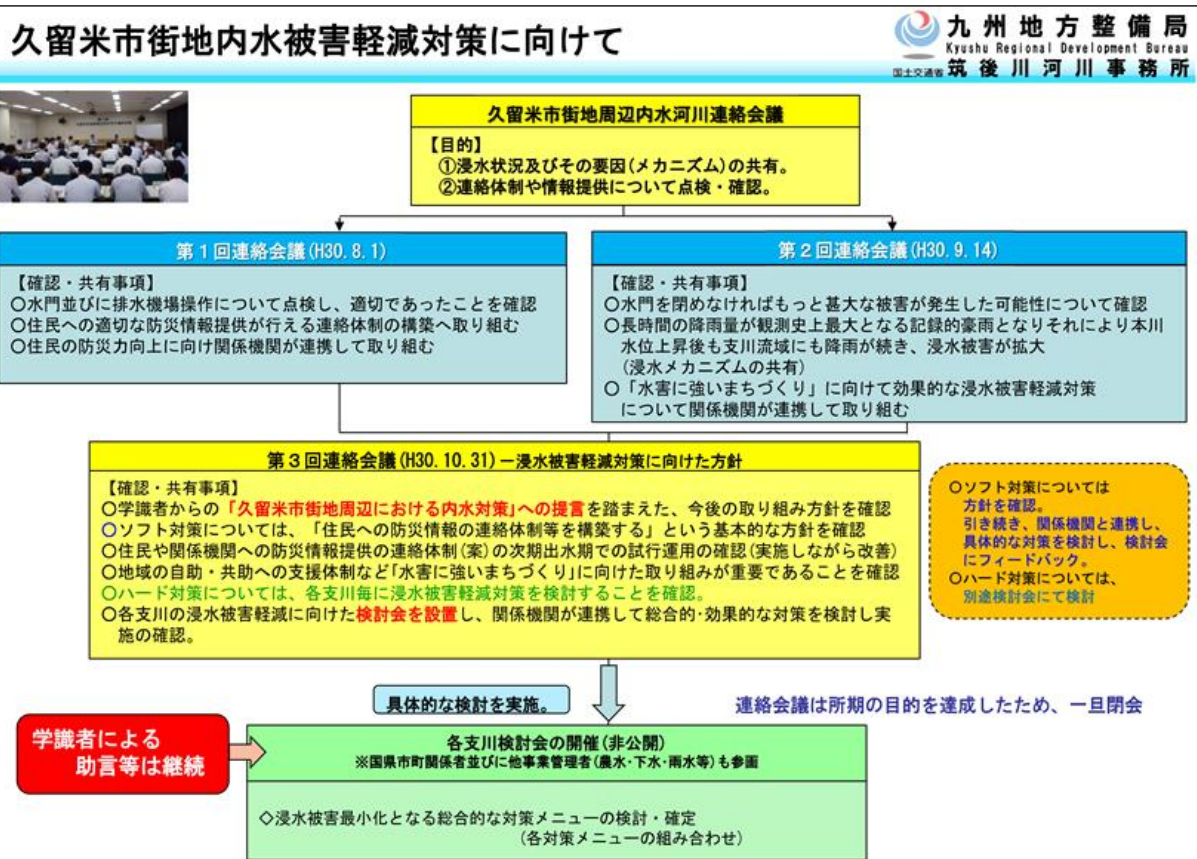 久留米市街地内水被害軽減対策に向けて
九州地方整備局
Kyushu Regional Development Bureau
国土交通省 筑後川河川事務所
久留米市街地周辺内水河川連絡会議
【目的】
①浸水状況及びその要因(メカニズム)の共有。
②連絡体制や情報提供について点検・確認。
第1回連絡会議(H30.8.1)
【確認・共有事項】
○水門並びに排水機場操作について点検し、適切であったことを確認
○住民への適切な防災情報提供が行える連絡体制の構築へ取り組む
○住民の防災力向上に向け関係機関が連携して取り組む
第2回連絡会議(H30.9.14)
【確認・共有事項】
○水門を閉めなければもっと甚大な被害が発生した可能性について確認
○長時間の降雨量が観測史上最大となる記録的豪雨となりそれにより本川
水位上昇後も支川流域にも降雨が続き、浸水被害が拡大
(浸水メカニズムの共有)
○「水害に強いまちづくり」に向けて効果的な浸水被害軽減対策
について関係機関が連携して取り組む
第3回連絡会議(H30.10.31)－浸水被害軽減対策に向けた方針
【確認・共有事項】
○学識者からの「久留米市街地周辺における内水対策」への提言を踏まえた、今後の取り組み方針を確認
○ソフト対策については、「住民への防災情報の連絡体制等を構築する」という基本的な方針を確認
○住民や関係機関への防災情報提供の連絡体制(案)の次期出水期での試行運用の確認(実施しながら改善)
○地域の自助・共助への支援体制など「水害に強いまちづくり」に向けた取り組みが重要であることを確認
○ハード対策については、各支川毎に浸水被害軽減対策を検討することを確認。
○各支川の浸水被害軽減に向けた検討会を設置し、関係機関が連携して総合的・効果的な対策を検討し実
施の確認。
○ソフト対策については
方針を確認。
引き続き、関係機関と連携し、
具体的な対策を検討し、検討会
にフィードバック。
○ハード対策については、
別途検討会にて検討
具体的な検討を実施。
連絡会議は所期の目的を達成したため、一旦閉会
学識者による
助言等は継続
各支川検討会の開催(非公開)
※国県市町関係者並びに他事業管理者(農水・下水・雨水等)も参画
◇浸水被害最小化となる総合的な対策メニューの検討・確定
(各対策メニューの組み合わせ)